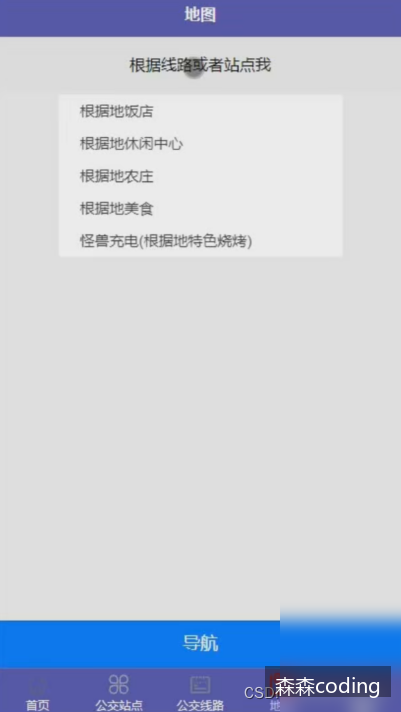 地图
根据线路或者站点我
根据地饭店
根据地休闲中心
根据地农庄
根据地美食
怪兽充电(根据地特色烧烤)
导航
首页
公交站点
公交线路
地
CSD
森森coding